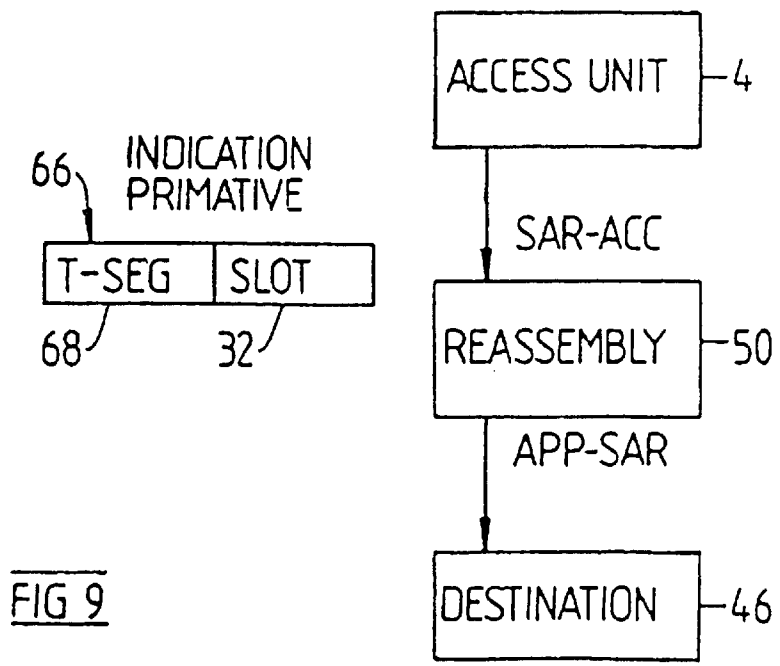 ACCESS UNIT 4
INDICATION
PRIMATIVE
66
T-SEG SLOT
68 32
SAR-ACC
REASSEMBLY 50
APP-SAR
DESTINATION 46
FIG 9